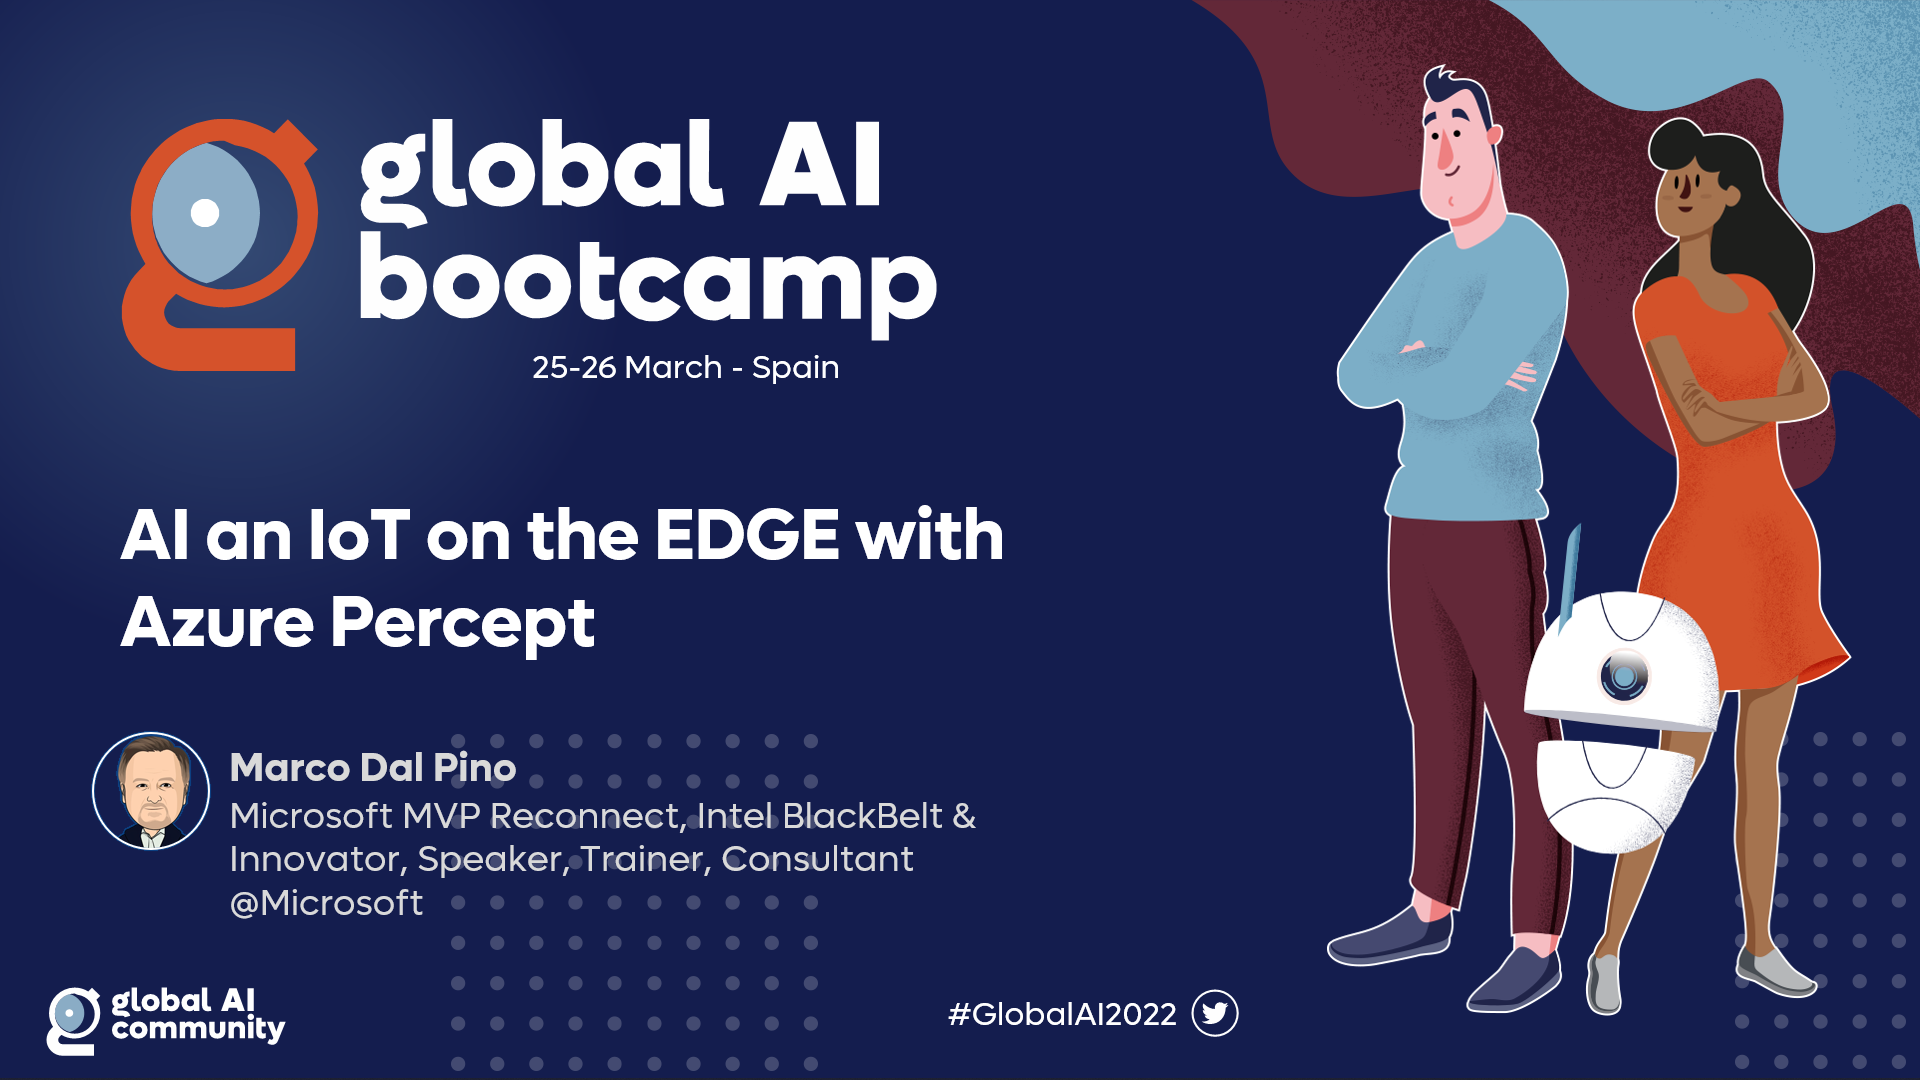 global AI
bootcamp
25-26 March - Spain
AI an IoT on the EDGE with
Azure Percept
Marco Dal Pino
Microsoft MVP Reconnect, Intel BlackBelt &
Innovator, Speaker, Trainer, Consultant
@Microsoft
global AI
community
#GlobalAI2022